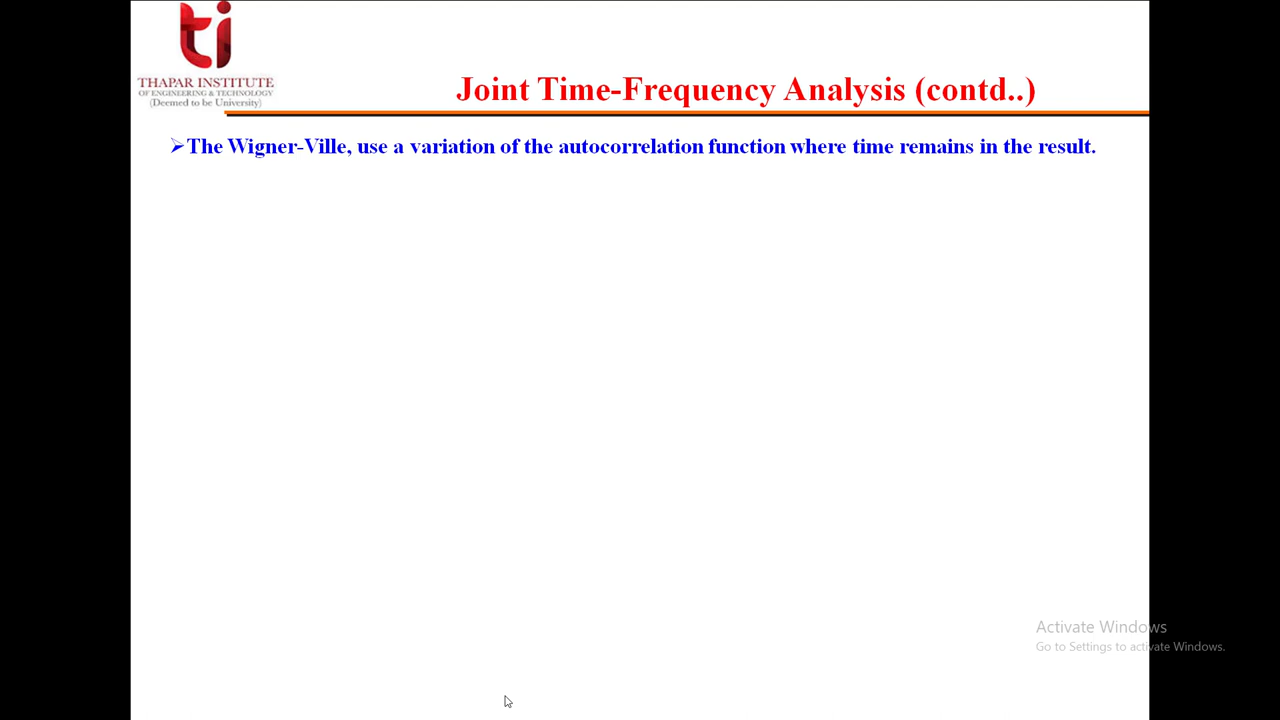 ti
THAPAR INSTITUTE
OF ENGINEERING & TECHNOLOGY
(Deemed to be University)
Joint Time-Frequency Analysis (contd..)
➢The Wigner-Ville, use a variation of the autocorrelation function where time remains in the result.
Activate Windows
Go to Settings to activate Windows.